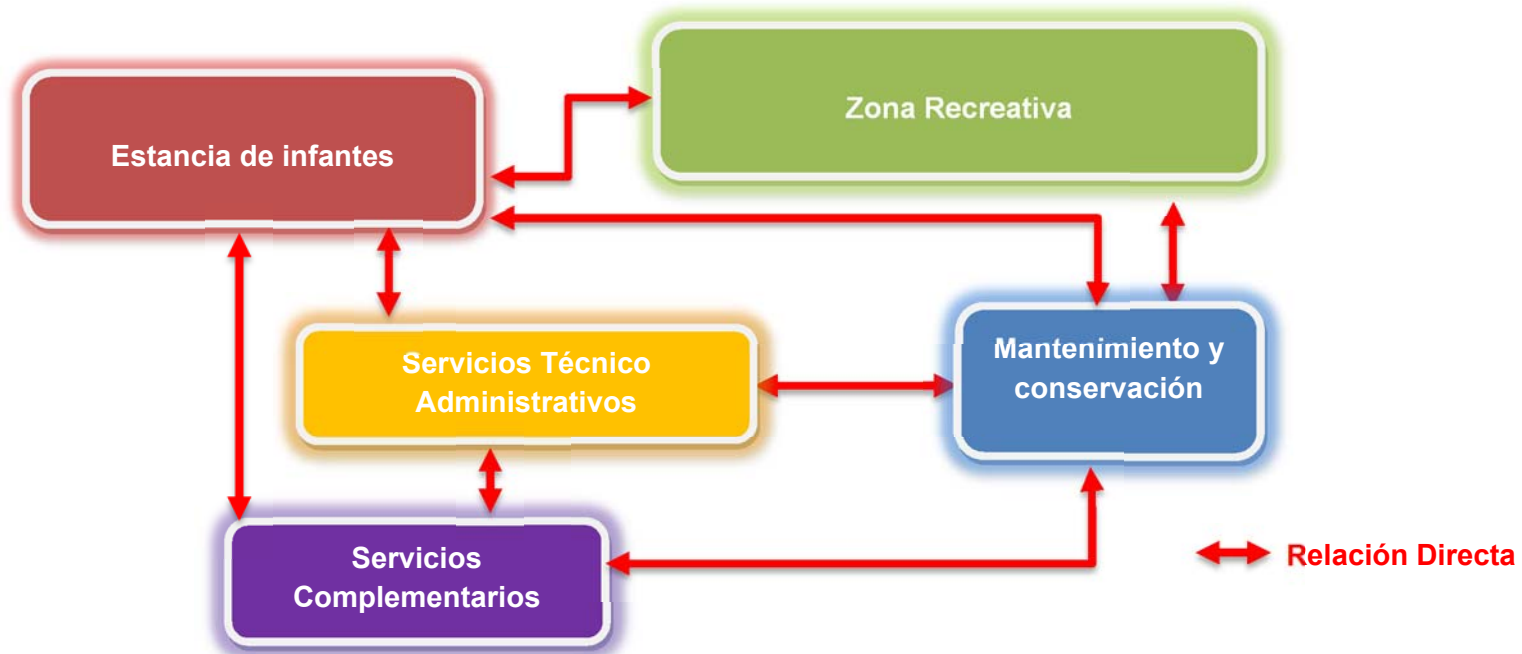 Zona Recreativa
Estancia de infantes
Servicios Técnico
Administrativos
Mantenimiento y
conservación
Servicios
Complementarios
Relación Directa